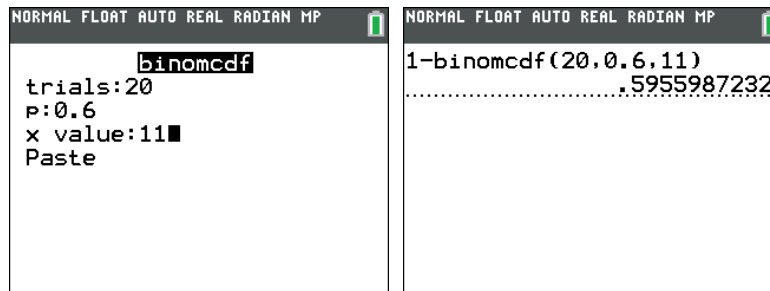 NORMAL FLOAT AUTO REAL RADIAN MP
binomcdf
trials:20
p:0.6
x value:11
Paste
NORMAL FLOAT AUTO REAL RADIAN MP
1-binomcdf(20,0.6,11)
.5955987232